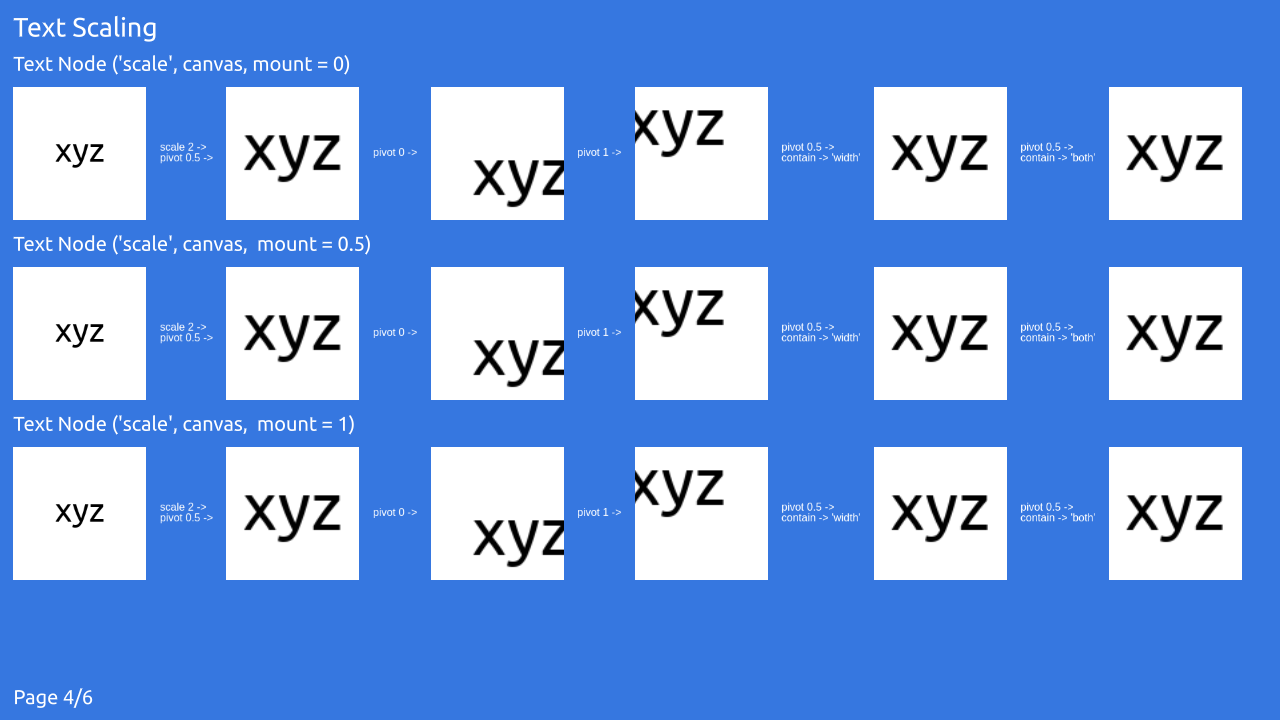 Text Scaling
Text Node ('scale', canvas, mount = 0)
xyz
scale 2 ->
pivot 0.5 ->
xyz
pivot 0 ->
xyz
pivot 1 ->
xyz
pivot 0.5 ->
contain -> 'width'
xyz
pivot 0.5 ->
contain -> 'both'
xyz
Text Node ('scale', canvas,  mount = 0.5)
xyz
scale 2 ->
pivot 0.5 ->
xyz
pivot 0 ->
xyz
pivot 1 ->
xyz
pivot 0.5 ->
contain -> 'width'
xyz
pivot 0.5 ->
contain -> 'both'
xyz
Text Node ('scale', canvas,  mount = 1)
xyz
scale 2 ->
pivot 0.5 ->
xyz
pivot 0 ->
xyz
pivot 1 ->
xyz
pivot 0.5 ->
contain -> 'width'
xyz
pivot 0.5 ->
contain -> 'both'
xyz
Page 4/6